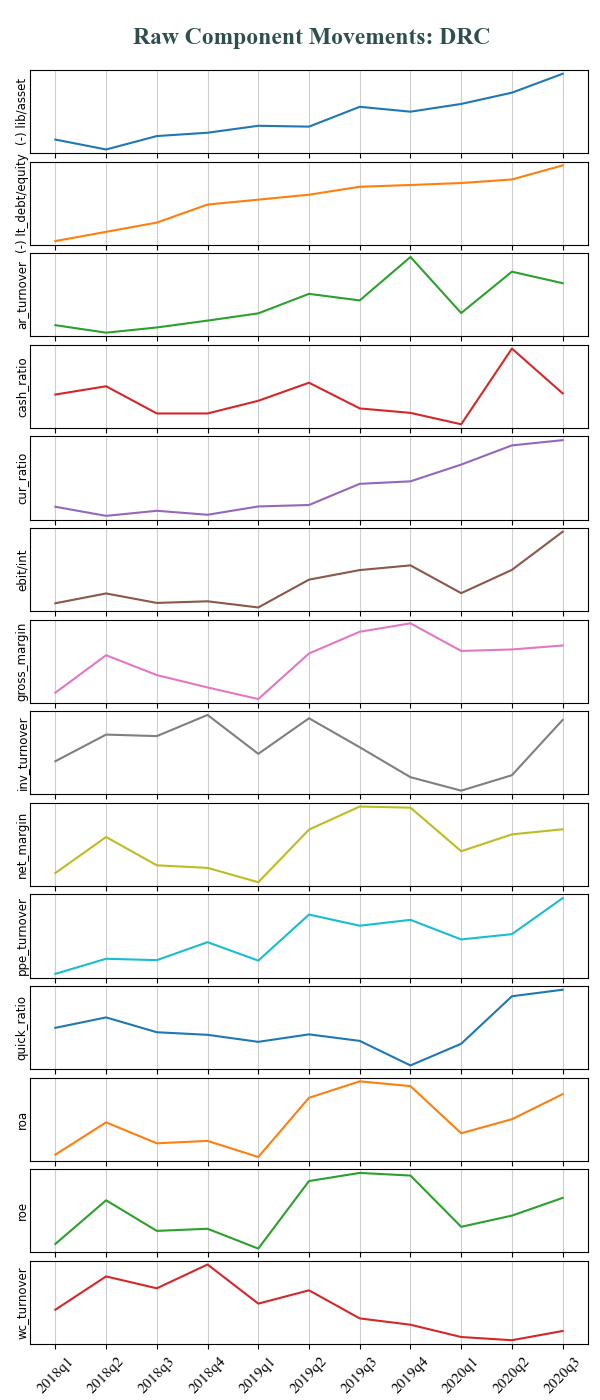 Raw Component Movements: DRC
(-) lib/asset
(-) lt_debt/equity
ar_turnover
cash_ratio
cur_ratio
ebit/int
gross_margin
inv_turnover
net_margin
ppe_turnover
quick_ratio
roa
roe
wc_turnover
2018q1 2018q2 2018q3 2018q4 2019q1 2019q2 2019q3 2019q4 2020q1 2020q2 2020q3